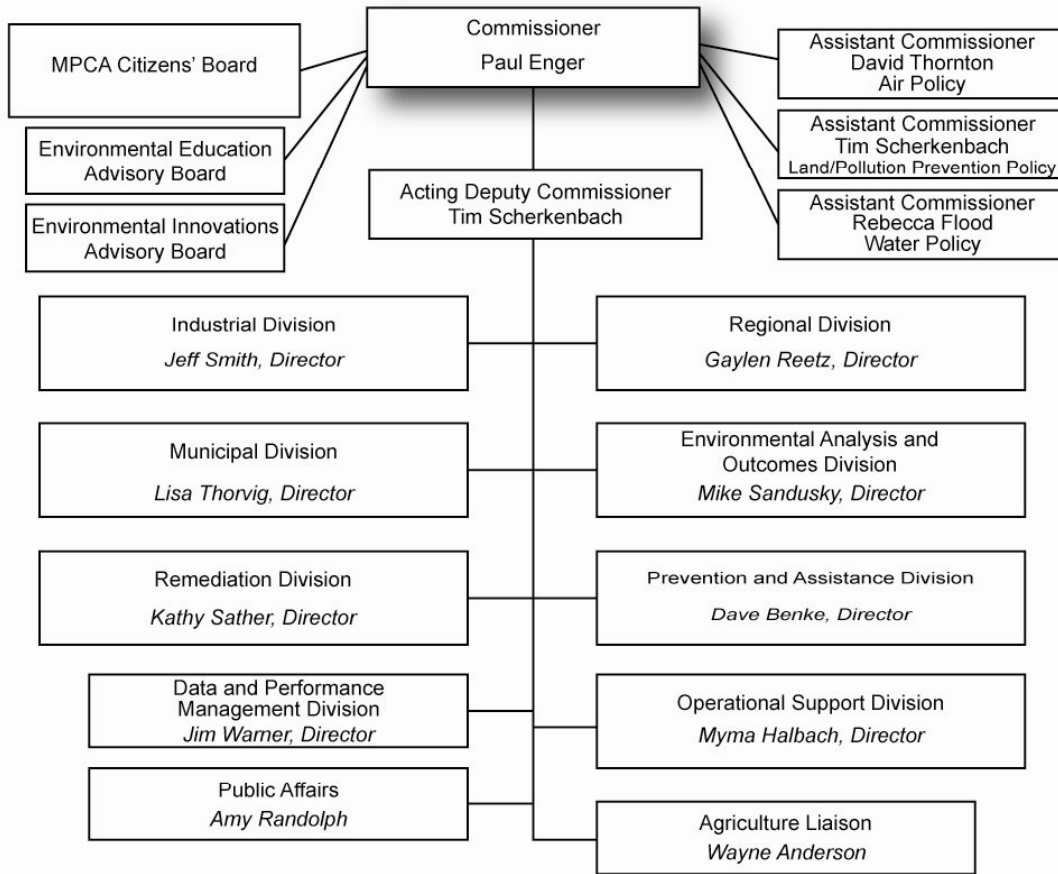 Commissioner
Paul Enger
MPCA Citizens' Board
Environmental Education
Advisory Board
Environmental Innovations
Advisory Board
Assistant Commissioner
David Thornton
Air Policy
Assistant Commissioner
Tim Scherkenbach
Land/Pollution Prevention Policy
Assistant Commissioner
Rebecca Flood
Water Policy
Acting Deputy Commissioner
Tim Scherkenbach
Industrial Division
Jeff Smith, Director
Regional Division
Gaylen Reetz, Director
Municipal Division
Lisa Thorvig, Director
Environmental Analysis and
Outcomes Division
Mike Sandusky, Director
Remediation Division
Kathy Sather, Director
Prevention and Assistance Division
Dave Benke, Director
Data and Performance
Management Division
Jim Warner, Director
Operational Support Division
Myma Halbach, Director
Public Affairs
Amy Randolph
Agriculture Liaison
Wayne Anderson